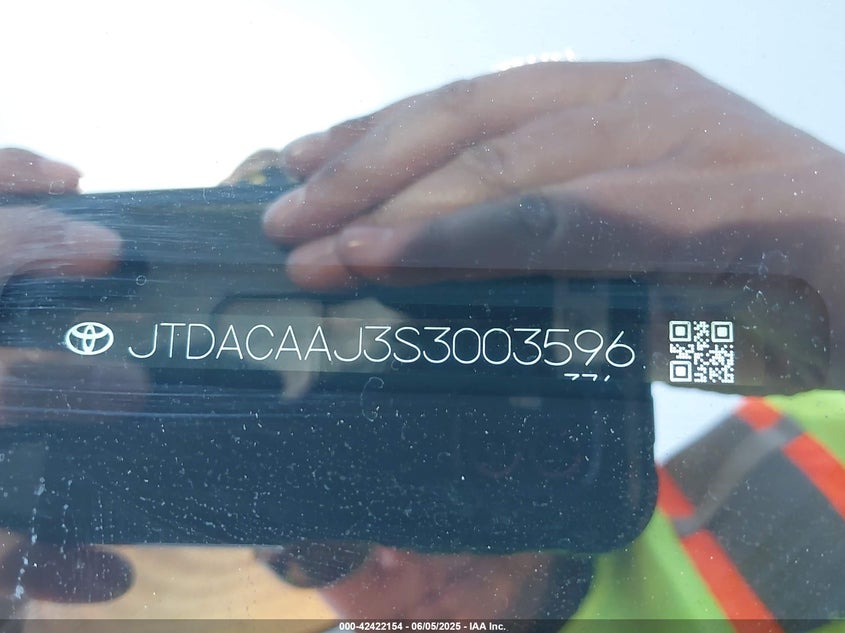 JTDACAAJ3S3003596
000-42422154 - 06/05/2025 - IAA Inc.